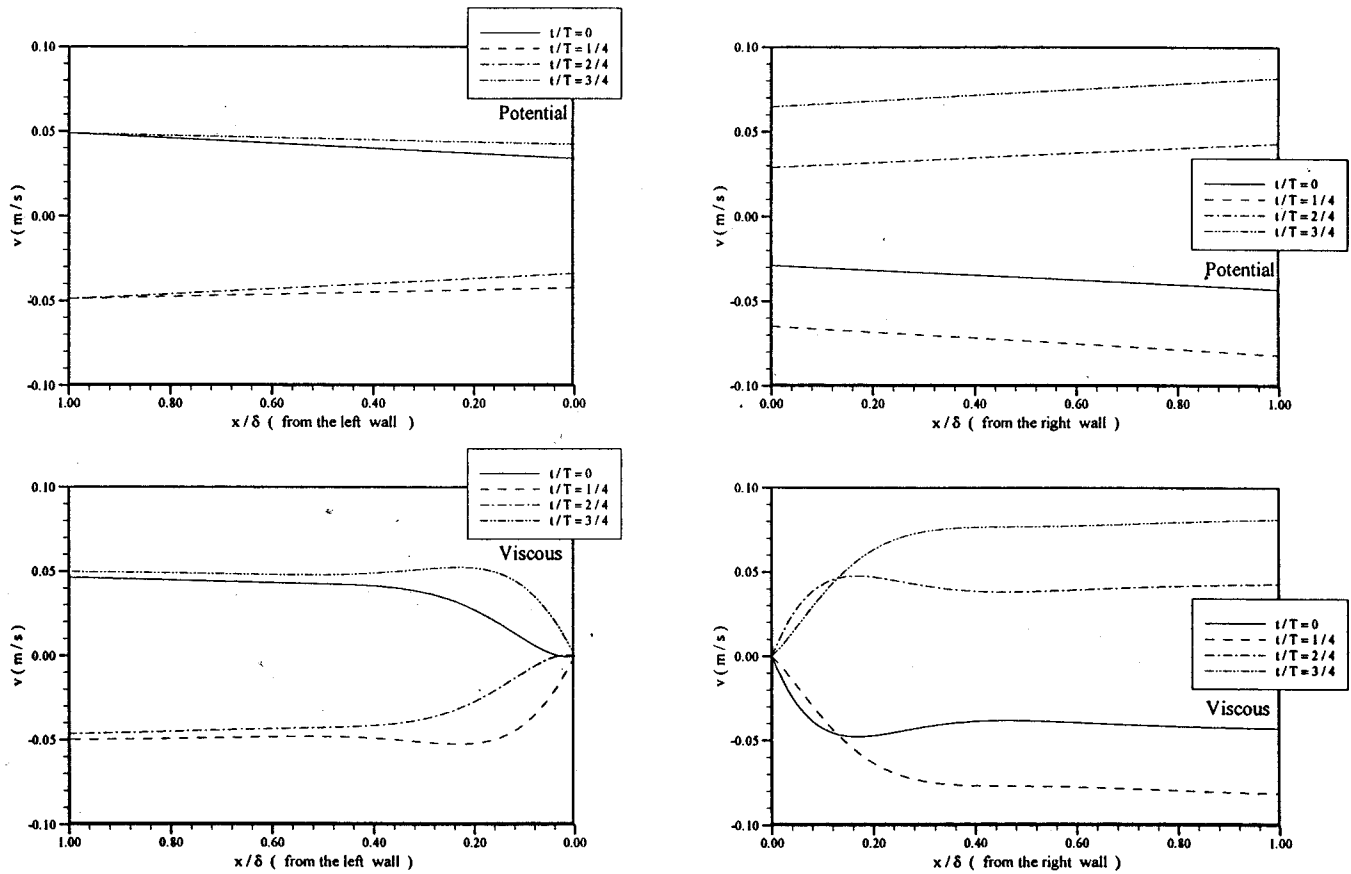 t/T=0
t/T=1/4
t/T=2/4
t/T=3/4
Potential
0.10
0.05
0.00
-0.05
-0.10
v ( m / s )
1.00 0.80 0.60 0.40 0.20 0.00
x / δ ( from the left wall )
0.10
0.05
0.00
-0.05
-0.10
v ( m / s )
t/T=0
t/T=1/4
t/T=2/4
t/T=3/4
Potential
0.00 0.20 0.40 0.60 0.80 1.00
x / δ ( from the right wall )
t/T=0
t/T=1/4
t/T=2/4
t/T=3/4
Viscous
0.10
0.05
0.00
-0.05
-0.10
v ( m / s )
1.00 0.80 0.60 0.40 0.20 0.00
x / δ ( from the left wall )
0.10
0.05
0.00
-0.05
-0.10
v ( m / s )
t/T=0
t/T=1/4
t/T=2/4
t/T=3/4
Viscous
0.00 0.20 0.40 0.60 0.80 1.00
x / δ ( from the right wall )